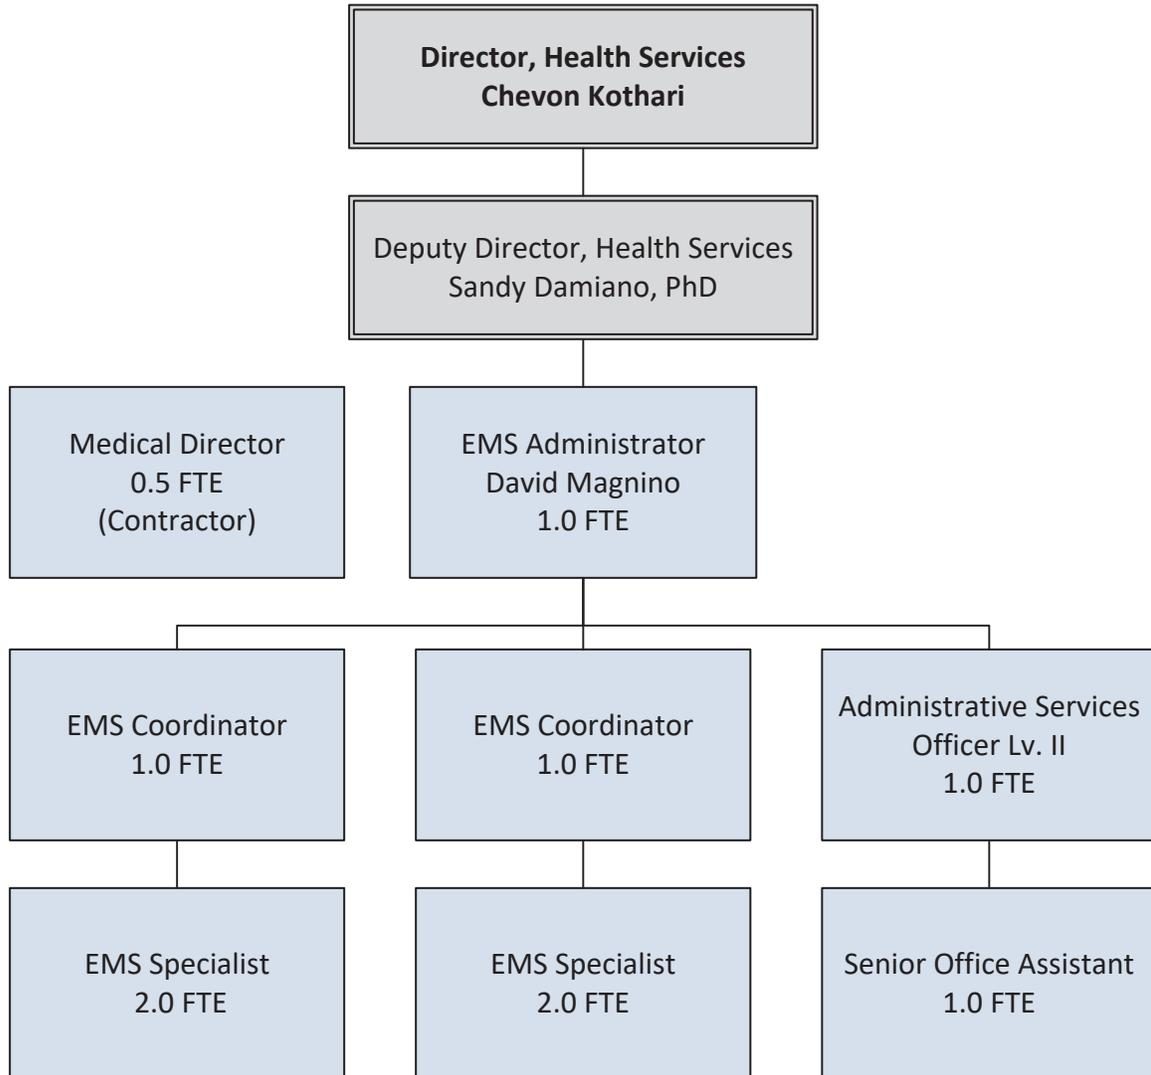 Director, Health Services
Chevon Kothari
Deputy Director, Health Services
Sandy Damiano, PhD
Medical Director
0.5 FTE
(Contractor)
EMS Administrator
David Magnino
1.0 FTE
EMS Coordinator
1.0 FTE
EMS Coordinator
1.0 FTE
Administrative Services
Officer Lv. II
1.0 FTE
EMS Specialist
2.0 FTE
EMS Specialist
2.0 FTE
Senior Office Assistant
1.0 FTE